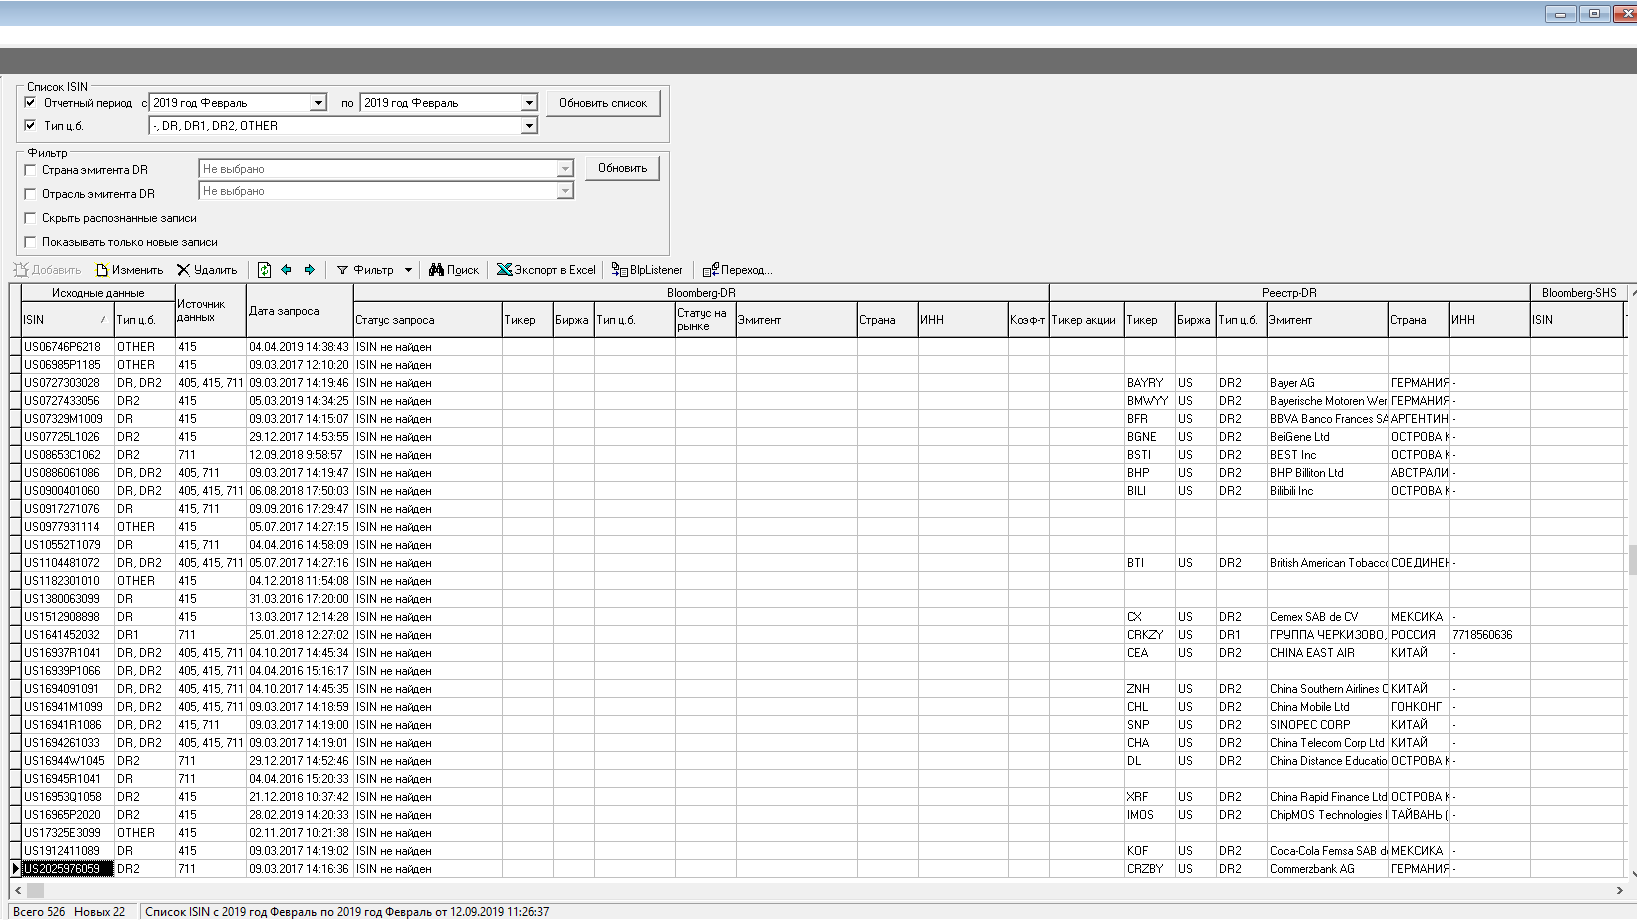 Список ISIN
Отчетный период с 2019 год Февраль по 2019 год Февраль Обновить список
Тип ц.б. -, DR, DR1, DR2, OTHER
Фильтр
Страна эмитента DR Не выбрано Обновить
Отрасль эмитента DR Не выбрано
Скрыть распознанные записи
Показывать только новые записи
Добавить Изменить Удалить Фильтр Поиск Экспорт в Excel BlpListener Переход...
Исходные данные Источник данных Дата запроса Bloomberg-DR Реестр-DR Bloomberg-SHS
ISIN Тип ц.б. Статус запроса Тикер Биржа Тип ц.б. Статус на рынке Эмитент Страна ИНН Коэф-т Тикер акции Тикер Биржа Тип ц.б. Эмитент Страна ИНН ISIN
US06746P6218 OTHER 415 04.04.2019 14:38:43 ISIN не найден
US06985P1185 OTHER 415 09.03.2017 12:10:20 ISIN не найден
US0727303028 DR, DR2 405, 415, 711 09.03.2017 14:19:46 ISIN не найден BAYRY US DR2 Bayer AG ГЕРМАНИЯ -
US0727433056 DR2 415 05.03.2019 14:34:25 ISIN не найден BMWYY US DR2 Bayerische Motoren Wer ГЕРМАНИЯ -
US07329M1009 DR 415 09.03.2017 14:15:07 ISIN не найден BFR US DR2 BBVA Banco Frances SA АРГЕНТИН -
US07725L1026 DR2 415 29.12.2017 14:53:55 ISIN не найден BGNE US DR2 BeiGene Ltd ОСТРОВА К -
US08653C1062 DR2 711 12.09.2018 9:58:57 ISIN не найден BSTI US DR2 BEST Inc ОСТРОВА К -
US0886061086 DR, DR2 405, 711 09.03.2017 14:19:47 ISIN не найден BHP US DR2 BHP Billiton Ltd АВСТРАЛИ -
US0900401060 DR, DR2 405, 415, 711 06.08.2018 17:50:03 ISIN не найден BILI US DR2 Bilibili Inc ОСТРОВА К -
US0917271076 DR 415, 711 09.09.2016 17:29:47 ISIN не найден
US0977931114 OTHER 415 05.07.2017 14:27:15 ISIN не найден
US10552T1079 DR 415, 711 04.04.2016 14:58:09 ISIN не найден
US1104481072 DR, DR2 405, 415, 711 05.07.2017 14:27:16 ISIN не найден BTI US DR2 British American Tobacc СОЕДИНЕН -
US1182301010 OTHER 415 04.12.2018 11:54:08 ISIN не найден
US1380063099 DR 415 31.03.2016 17:20:00 ISIN не найден
US1512908898 DR 415 13.03.2017 12:14:28 ISIN не найден CX US DR2 Cemex SAB de CV МЕКСИКА -
US1641452032 DR1 711 25.01.2018 12:27:02 ISIN не найден CRKZY US DR1 ГРУППА ЧЕРКИЗОВО, РОССИЯ 7718560636
US16937R1041 DR, DR2 405, 415, 711 04.10.2017 14:45:34 ISIN не найден CEA US DR2 CHINA EAST AIR КИТАЙ -
US16939P1066 DR, DR2 405, 415, 711 04.04.2016 15:16:17 ISIN не найден
US1694091091 DR, DR2 405, 415, 711 04.10.2017 14:45:35 ISIN не найден ZNH US DR2 China Southern Airlines C КИТАЙ -
US16941M1099 DR, DR2 405, 415, 711 09.03.2017 14:18:59 ISIN не найден CHL US DR2 China Mobile Ltd ГОНКОНГ -
US16941R1086 DR, DR2 415, 711 09.03.2017 14:19:00 ISIN не найден SNP US DR2 SINOPEC CORP КИТАЙ -
US1694261033 DR, DR2 405, 415, 711 09.03.2017 14:19:01 ISIN не найден CHA US DR2 China Telecom Corp Ltd КИТАЙ -
US16944W1045 DR2 711 29.12.2017 14:52:46 ISIN не найден DL US DR2 China Distance Educatio ОСТРОВА К -
US16945R1041 DR 711 04.04.2016 15:20:33 ISIN не найден
US16953Q1058 DR2 415 21.12.2018 10:37:42 ISIN не найден XRF US DR2 China Rapid Finance Ltd ОСТРОВА К -
US16965P2020 DR2 415 28.02.2019 14:20:33 ISIN не найден IMOS US DR2 ChipMOS Technologies I ТАЙВАНЬ ( -
US17325E3099 OTHER 415 02.11.2017 10:21:38 ISIN не найден
US1912411089 DR 415 09.03.2017 14:19:02 ISIN не найден KOF US DR2 Coca-Cola Femsa SAB d МЕКСИКА -
US2025976059 DR2 711 09.03.2017 14:16:36 ISIN не найден CRZBY US DR2 Commerzbank AG ГЕРМАНИЯ -
Всего 526 Новых 22 Список ISIN с 2019 год Февраль по 2019 год Февраль от 12.09.2019 11:26:37